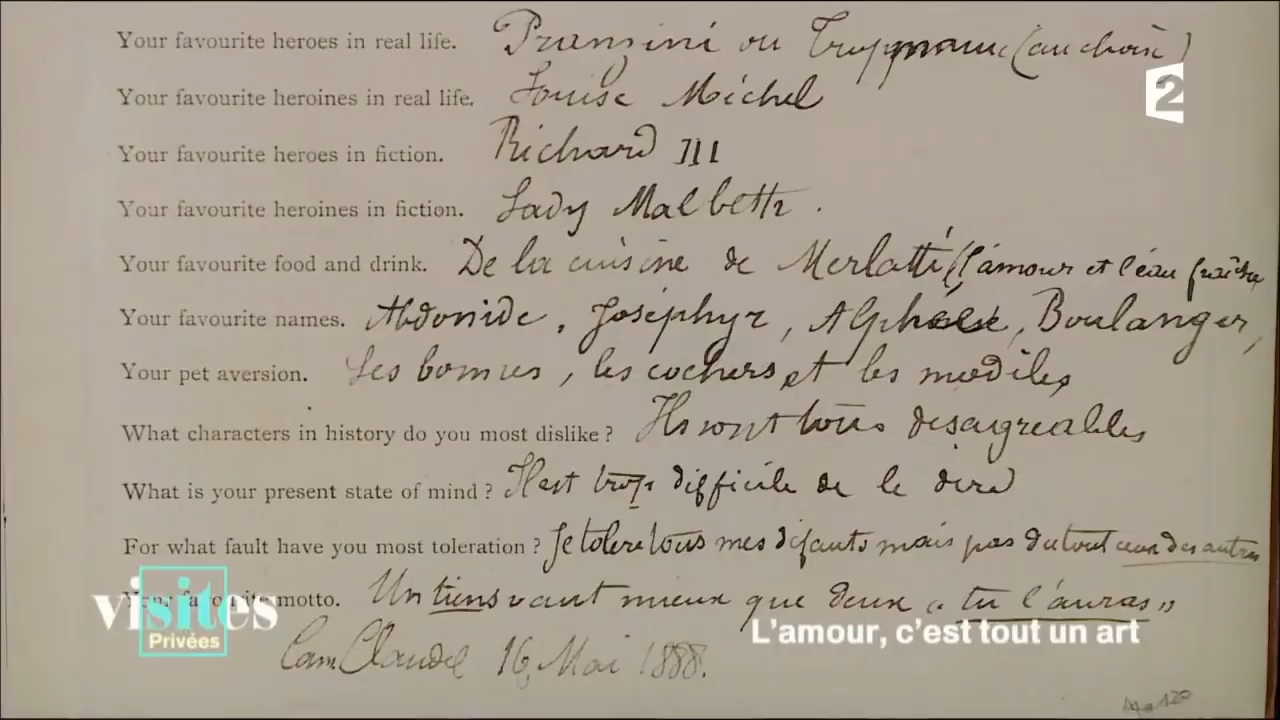 Your favourite heroes in real life. Pranzini ou Troppmann (au choix)
Your favourite heroines in real life. Louise Michel
Your favourite heroes in fiction. Richard III
Your favourite heroines in fiction. Lady Macbeth.
Your favourite food and drink. De la cuisine de Merlatti (l'amour et l'eau fraîche
Your favourite names. Abdonide, Joséphyr, Alphée, Boulanger,
Your pet aversion. Les bonnes, les cochers et les modèles
What characters in history do you most dislike? Ils sont tous désagréables
What is your present state of mind? Il est trop difficile de le dire
For what fault have you most toleration? Je tolère tous mes défauts mais pas du tout ceux des autres
Your favourite motto. Un tiens vaut mieux que deux « tu l'auras »
Cam. Claudel 16 Mai 1888.
2
visites
Privées
L'amour, c'est tout un art